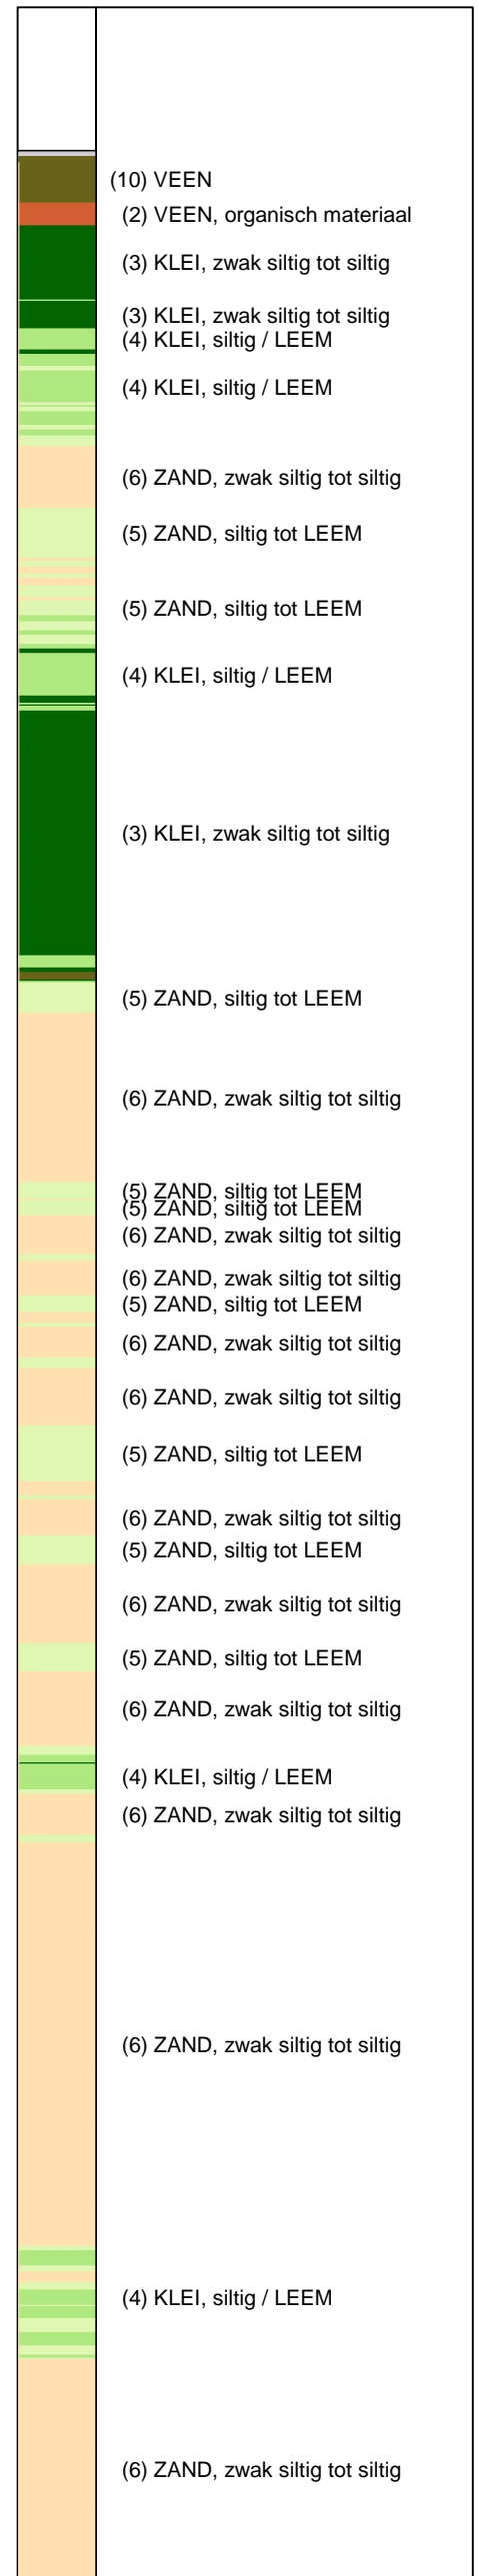 (10) VEEN
(2) VEEN, organisch materiaal
(3) KLEI, zwak siltig tot siltig
(3) KLEI, zwak siltig tot siltig
(4) KLEI, siltig / LEEM
(4) KLEI, siltig / LEEM
(6) ZAND, zwak siltig tot siltig
(5) ZAND, siltig tot LEEM
(5) ZAND, siltig tot LEEM
(4) KLEI, siltig / LEEM
(3) KLEI, zwak siltig tot siltig
(5) ZAND, siltig tot LEEM
(6) ZAND, zwak siltig tot siltig
(5) ZAND, siltig tot LEEM
(5) ZAND, siltig tot LEEM
(6) ZAND, zwak siltig tot siltig
(6) ZAND, zwak siltig tot siltig
(5) ZAND, siltig tot LEEM
(6) ZAND, zwak siltig tot siltig
(6) ZAND, zwak siltig tot siltig
(5) ZAND, siltig tot LEEM
(6) ZAND, zwak siltig tot siltig
(5) ZAND, siltig tot LEEM
(6) ZAND, zwak siltig tot siltig
(5) ZAND, siltig tot LEEM
(6) ZAND, zwak siltig tot siltig
(4) KLEI, siltig / LEEM
(6) ZAND, zwak siltig tot siltig
(6) ZAND, zwak siltig tot siltig
(4) KLEI, siltig / LEEM
(6) ZAND, zwak siltig tot siltig